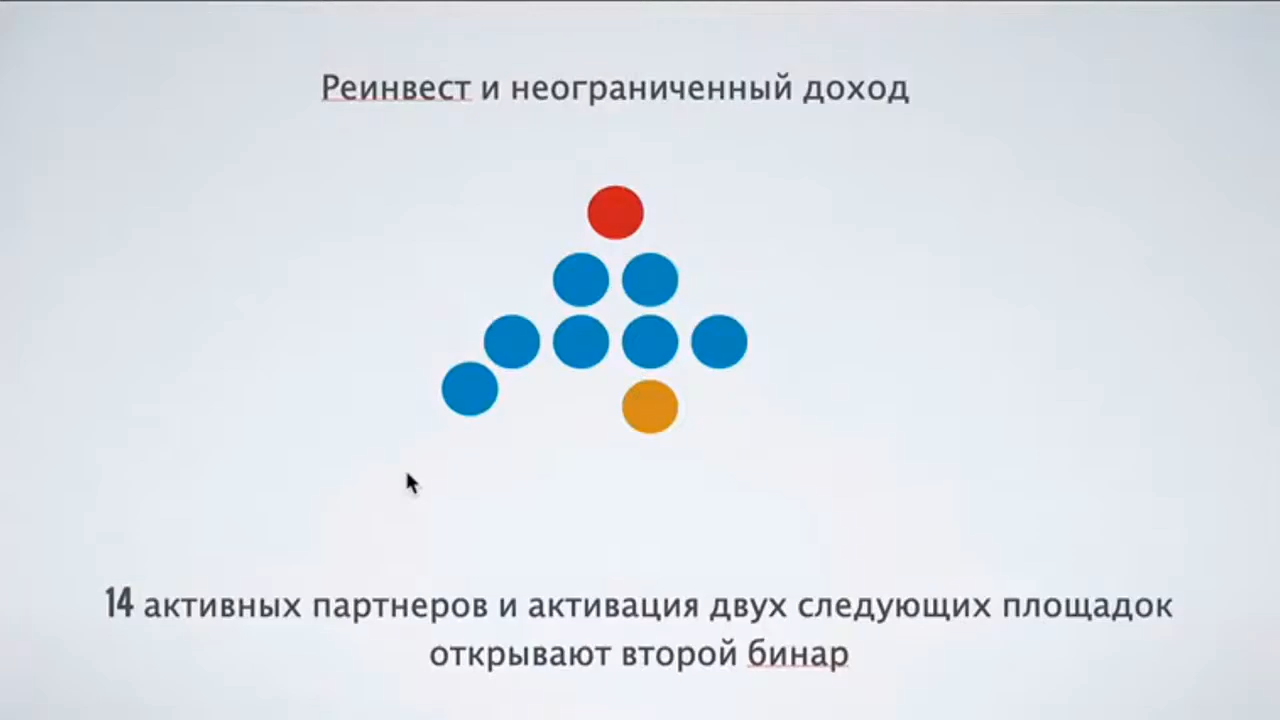 Реинвест и неограниченный доход
14 активных партнеров и активация двух следующих площадок
открывают второй бинар